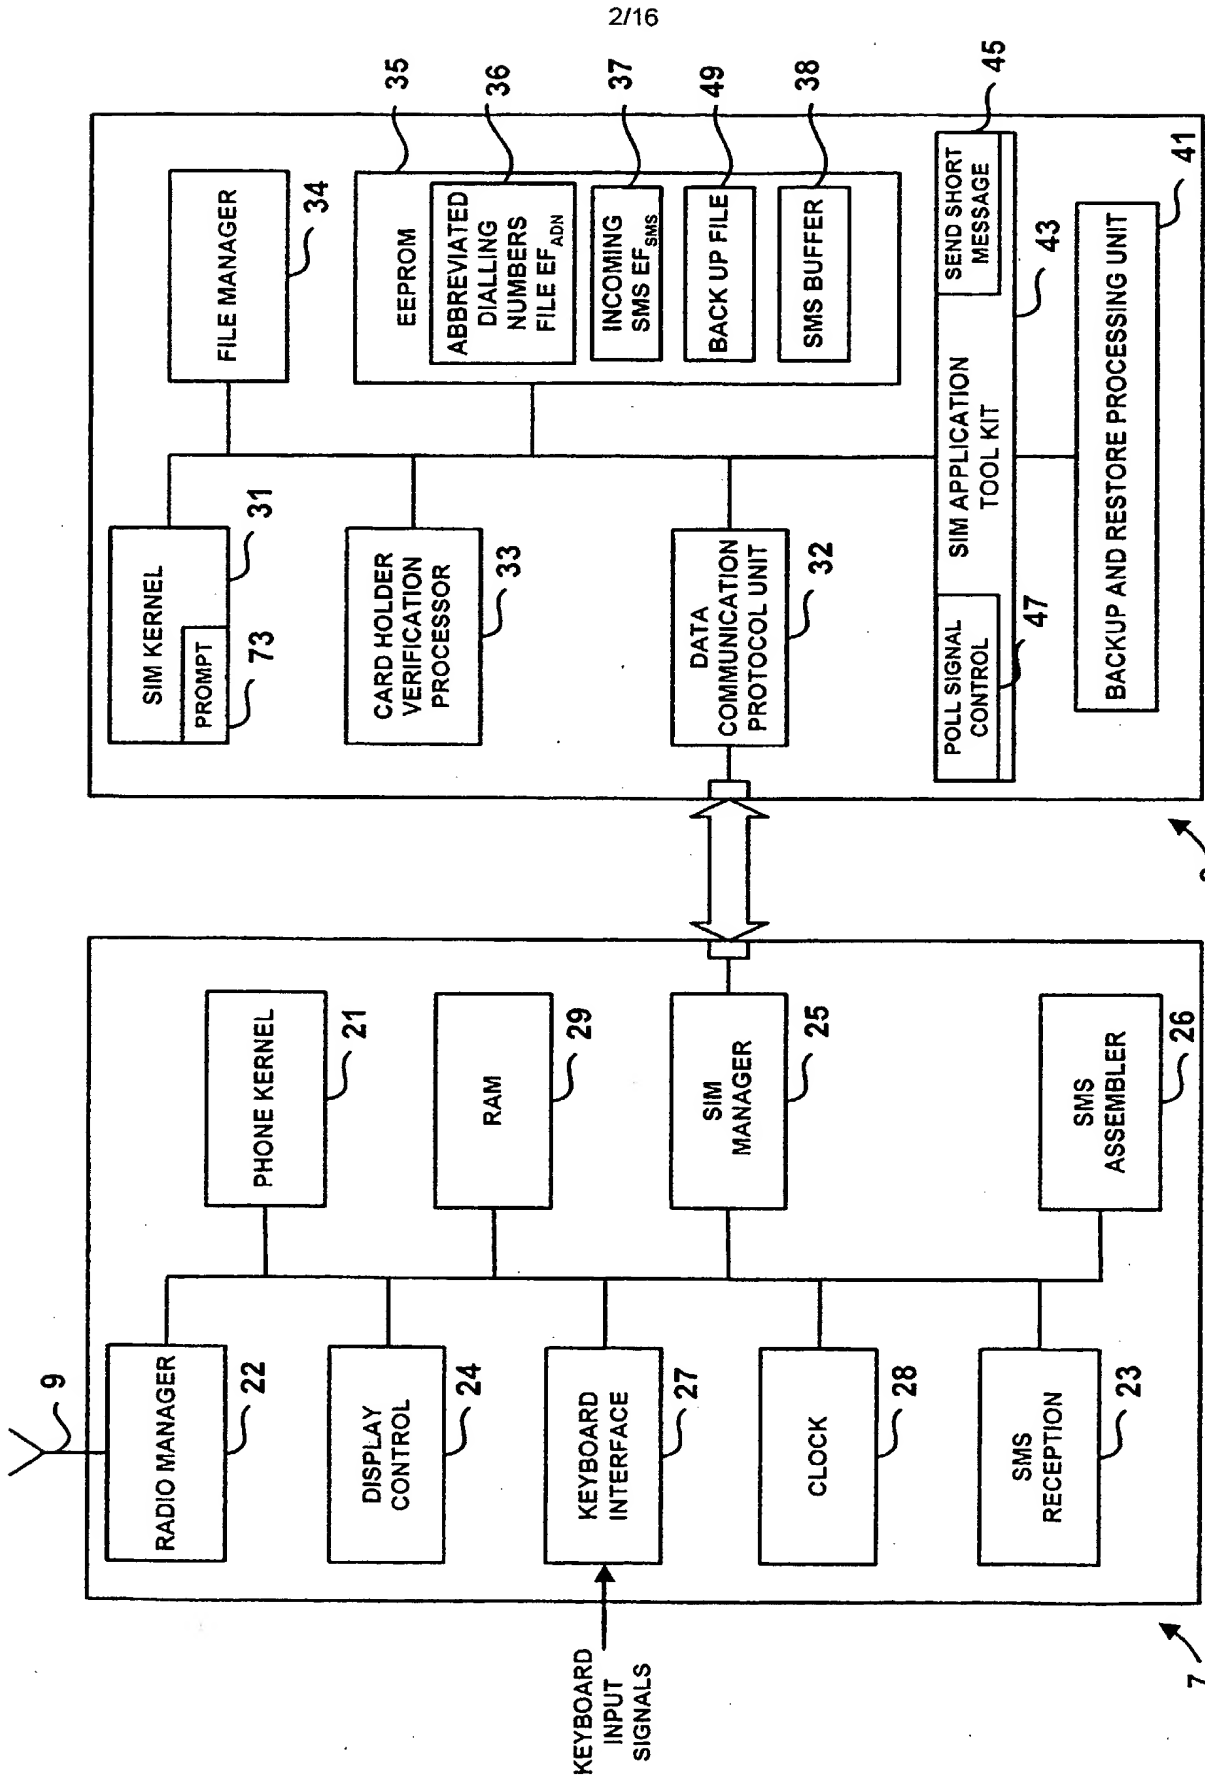 2/16
9
RADIO MANAGER
22
PHONE KERNEL
21
DISPLAY
CONTROL
24
RAM
29
KEYBOARD
INPUT
SIGNALS
KEYBOARD
INTERFACE
27
SIM
MANAGER
25
CLOCK
28
SMS
RECEPTION
23
SMS
ASSEMBLER
26
7
SIM KERNEL
PROMPT
31
73
FILE MANAGER
34
CARD HOLDER
VERIFICATION
PROCESSOR
33
EEPROM
35
ABBREVIATED
DIALLING
NUMBERS
FILE EF ADN
36
INCOMING
SMS EF SMS
37
BACK UP FILE
49
SMS BUFFER
38
DATA
COMMUNICATION
PROTOCOL UNIT
32
POLL SIGNAL
CONTROL
47
SIM APPLICATION
TOOL KIT
43
SEND SHORT
MESSAGE
45
BACKUP AND RESTORE PROCESSING UNIT
41